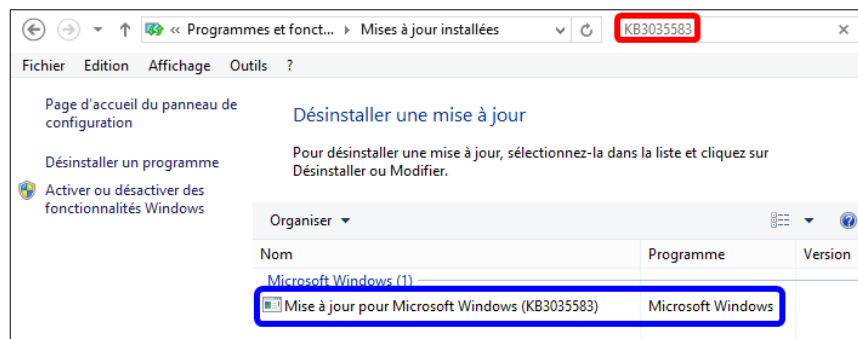 « Programmes et fonct... ▸ Mises à jour installées
KB3035583
Fichier Edition Affichage Outils ?
Page d'accueil du panneau de
configuration
Désinstaller un programme
Activer ou désactiver des
fonctionnalités Windows
Désinstaller une mise à jour
Pour désinstaller une mise à jour, sélectionnez-la dans la liste et cliquez sur
Désinstaller ou Modifier.
Organiser
Nom Programme Version
Microsoft Windows (1)
Mise à jour pour Microsoft Windows (KB3035583) Microsoft Windows